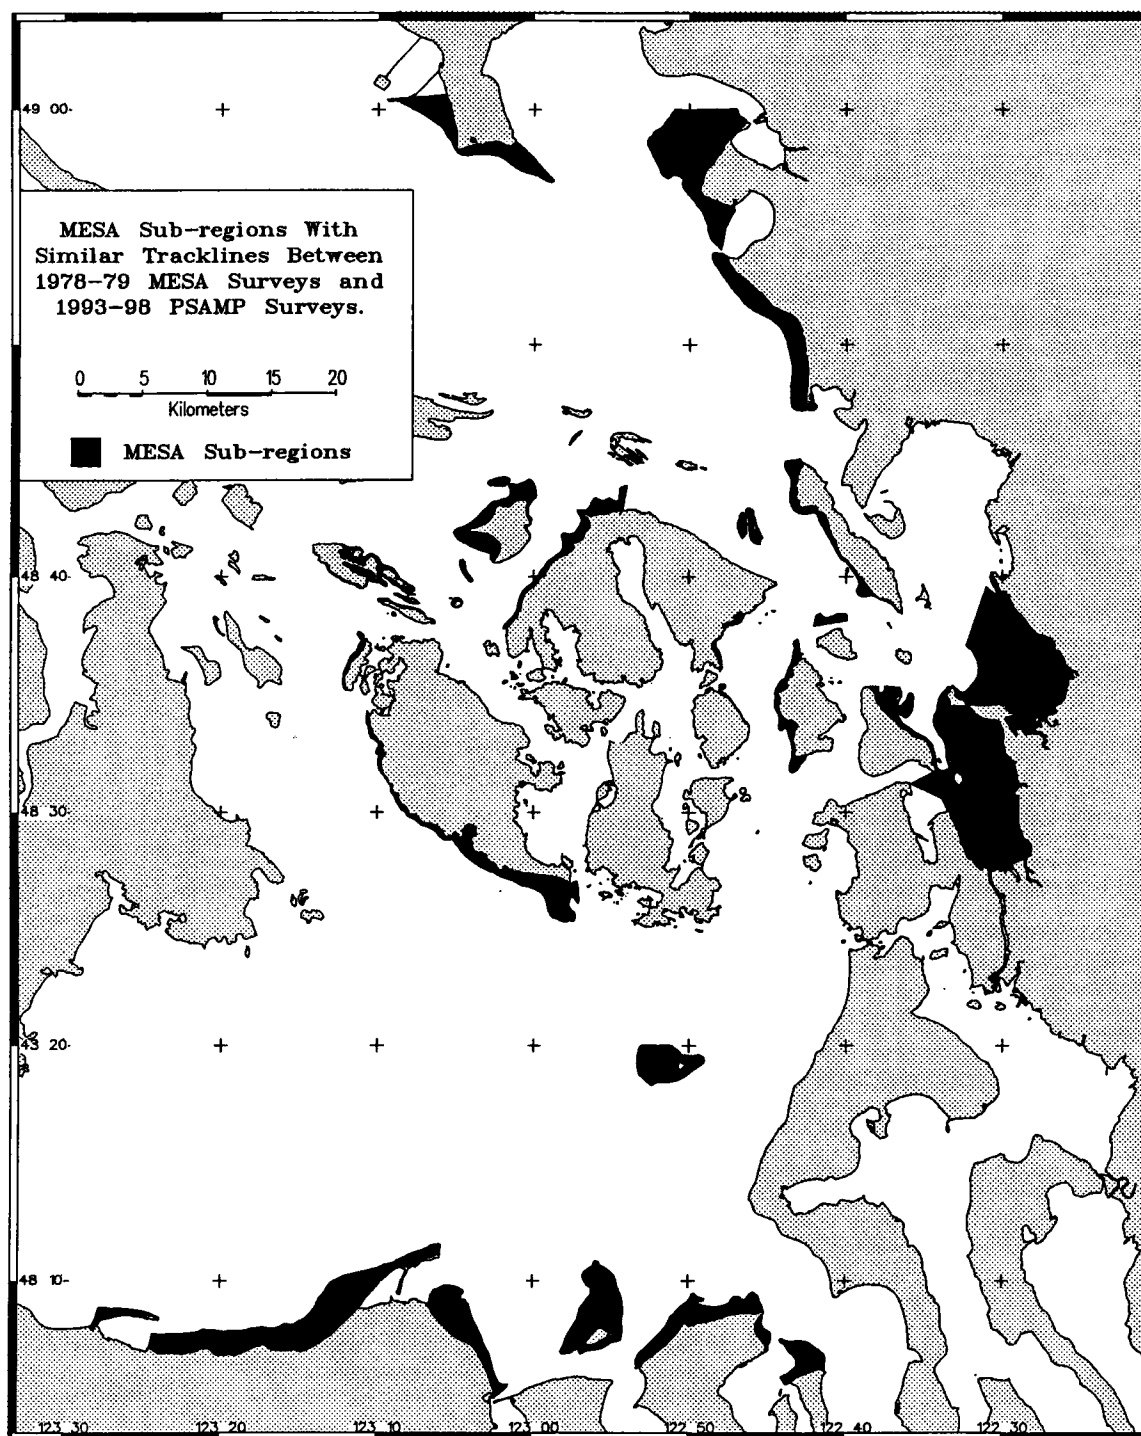 49 00
MESA Sub-regions With
Similar Tracklines Between
1978-79 MESA Surveys and
1993-98 PSAMP Surveys.
0 5 10 15 20
Kilometers
MESA Sub-regions
48 40
48 30
43 20
48 10
123 30 123 20 123 10 123 00 122 50 122 40 122 30